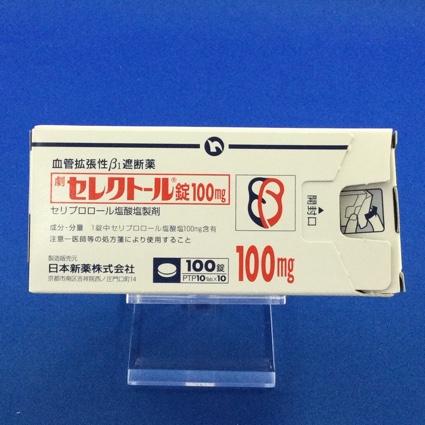 血管拡張性β1遮断薬
劇 セレクトール®錠100mg
セリプロロール塩酸塩製剤
成分・分量 1錠中セリプロロール塩酸塩100mg含有
注意－医師等の処方箋により使用すること
製造販売元
日本新薬株式会社
京都市南区吉祥院西ノ庄門口町14
100錠
PTP10Tab.×10
100mg
開封口